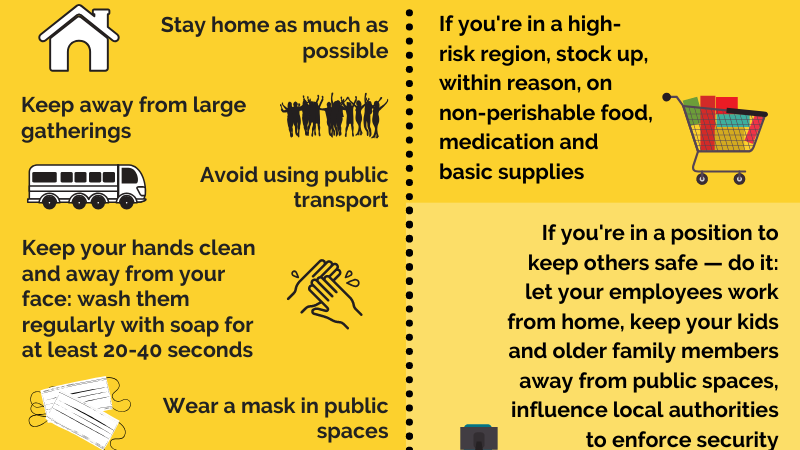 Stay home as much as
possible
Keep away from large
gatherings
Avoid using public
transport
Keep your hands clean
and away from your
face: wash them
regularly with soap for
at least 20-40 seconds
Wear a mask in public
spaces
If you're in a high-
risk region, stock up,
within reason, on
non-perishable food,
medication and
basic supplies
If you're in a position to
keep others safe — do it:
let your employees work
from home, keep your kids
and older family members
away from public spaces,
influence local authorities
to enforce security